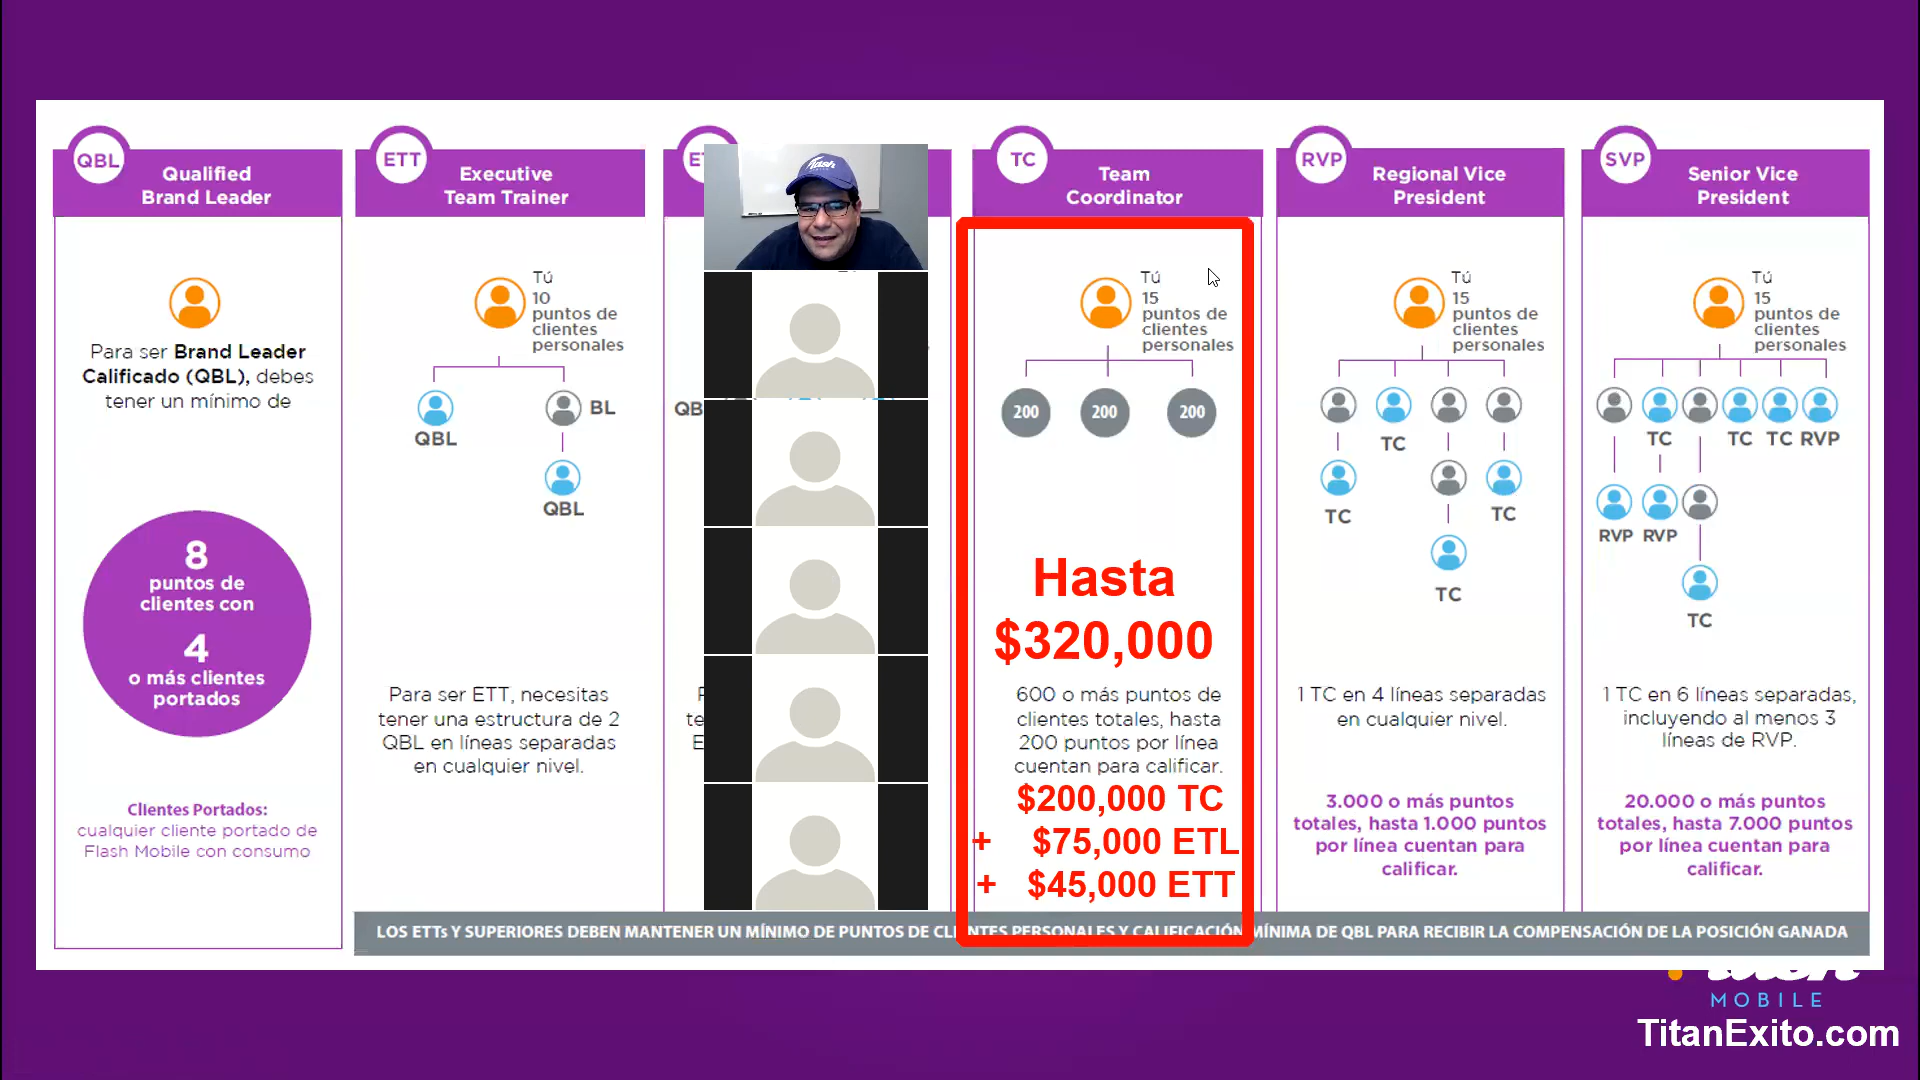 QBL
Qualified
Brand Leader
Para ser Brand Leader
Calificado (QBL), debes
tener un mínimo de
8
puntos de
clientes con
4
o más clientes
portados
Clientes Portados:
cualquier cliente portado de
Flash Mobile con consumo
ETT
Executive
Team Trainer
Tú
10
puntos de
clientes
personales
QBL
BL
QBL
Para ser ETT, necesitas
tener una estructura de 2
QBL en líneas separadas
en cualquier nivel.
QB
TC
Team
Coordinator
Tú
15
puntos de
clientes
personales
200 200 200
Hasta
$320,000
600 o más puntos de
clientes totales, hasta
200 puntos por línea
cuentan para calificar.
$200,000 TC
+ $75,000 ETL
+ $45,000 ETT
RVP
Regional Vice
President
Tú
15
puntos de
clientes
personales
TC
TC
TC
TC
1 TC en 4 líneas separadas
en cualquier nivel.
3.000 o más puntos
totales, hasta 1.000 puntos
por línea cuentan para
calificar.
SVP
Senior Vice
President
Tú
15
puntos de
clientes
personales
TC TC TC RVP
RVP RVP
TC
1 TC en 6 líneas separadas,
incluyendo al menos 3
líneas de RVP.
20.000 o más puntos
totales, hasta 7.000 puntos
por línea cuentan para
calificar.
LOS ETTs Y SUPERIORES DEBEN MANTENER UN MÍNIMO DE PUNTOS DE CLIENTES PERSONALES Y CALIFICACIÓN MÍNIMA DE QBL PARA RECIBIR LA COMPENSACIÓN DE LA POSICIÓN GANADA
MOBILE
TitanExito.com